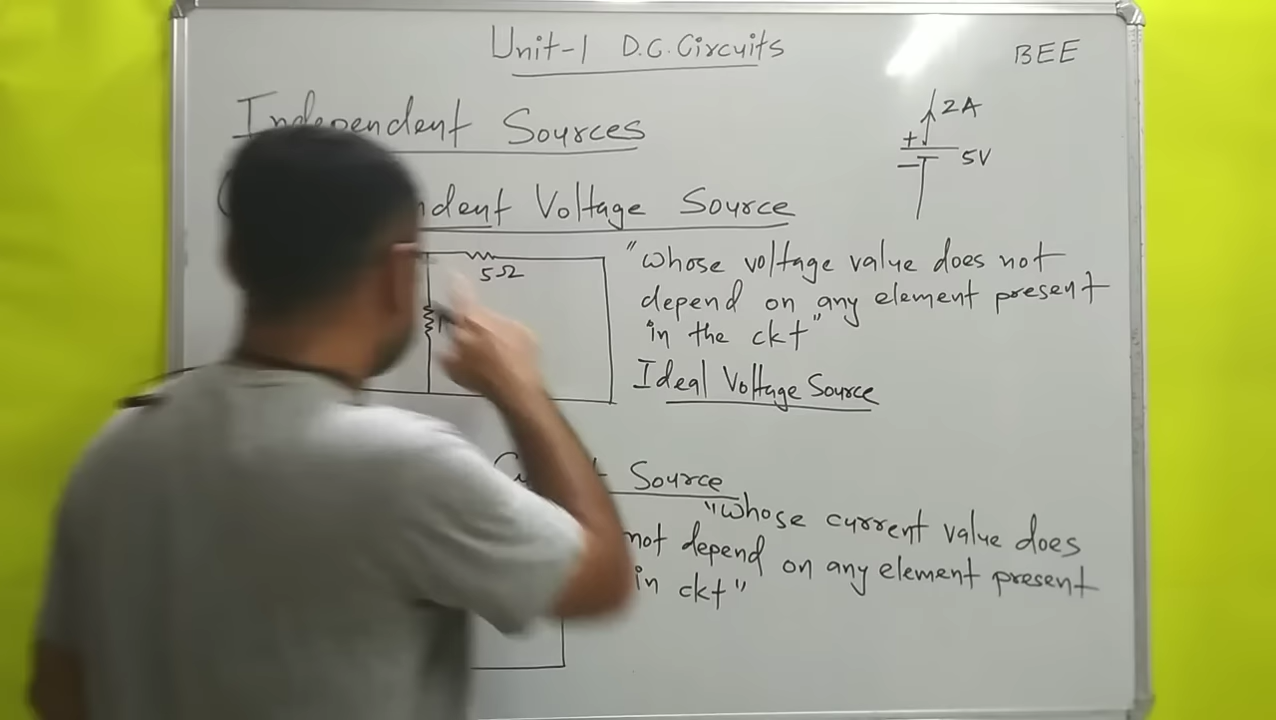 Unit-1 D.C. Circuits
BEE
Independent Sources
2A
+
5V
−
Voltage Source
5Ω
"whose voltage value does not
depend on any element present
in the ckt"
Ideal Voltage Source
Source
"whose current value does
not depend on any element present
in ckt"